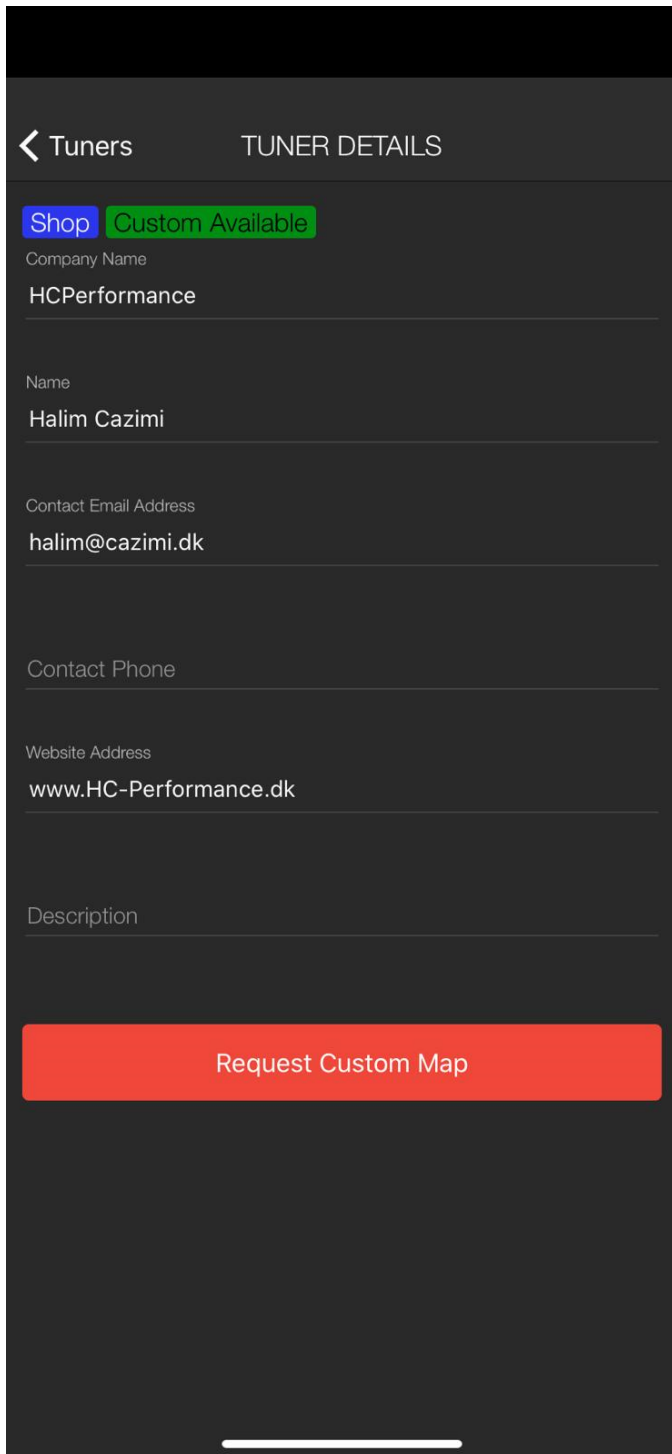 Tuners TUNER DETAILS
Shop Custom Available
Company Name
HCPerformance
Name
Halim Cazimi
Contact Email Address
halim@cazimi.dk
Contact Phone
Website Address
www.HC-Performance.dk
Description
Request Custom Map